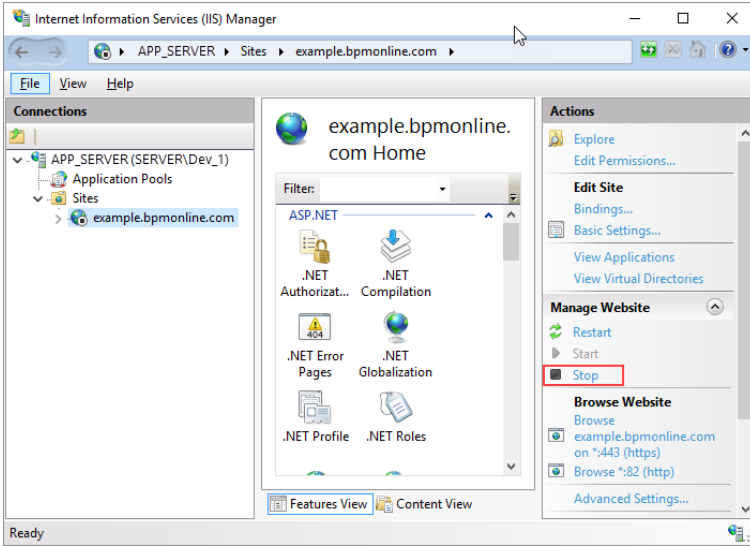 Internet Information Services (IIS) Manager
APP_SERVER Sites example.bpmonline.com
File View Help
Connections
APP_SERVER (SERVER\Dev_1)
Application Pools
Sites
example.bpmonline.com
example.bpmonline.
com Home
Filter:
ASP.NET
.NET
Authorizat...
.NET
Compilation
404
.NET Error
Pages
.NET
Globalization
.NET Profile
.NET Roles
Features View
Content View
Actions
Explore
Edit Permissions...
Edit Site
Bindings...
Basic Settings...
View Applications
View Virtual Directories
Manage Website
Restart
Start
Stop
Browse Website
Browse
example.bpmonline.com
on *:443 (https)
Browse *:82 (http)
Advanced Settings...
Ready